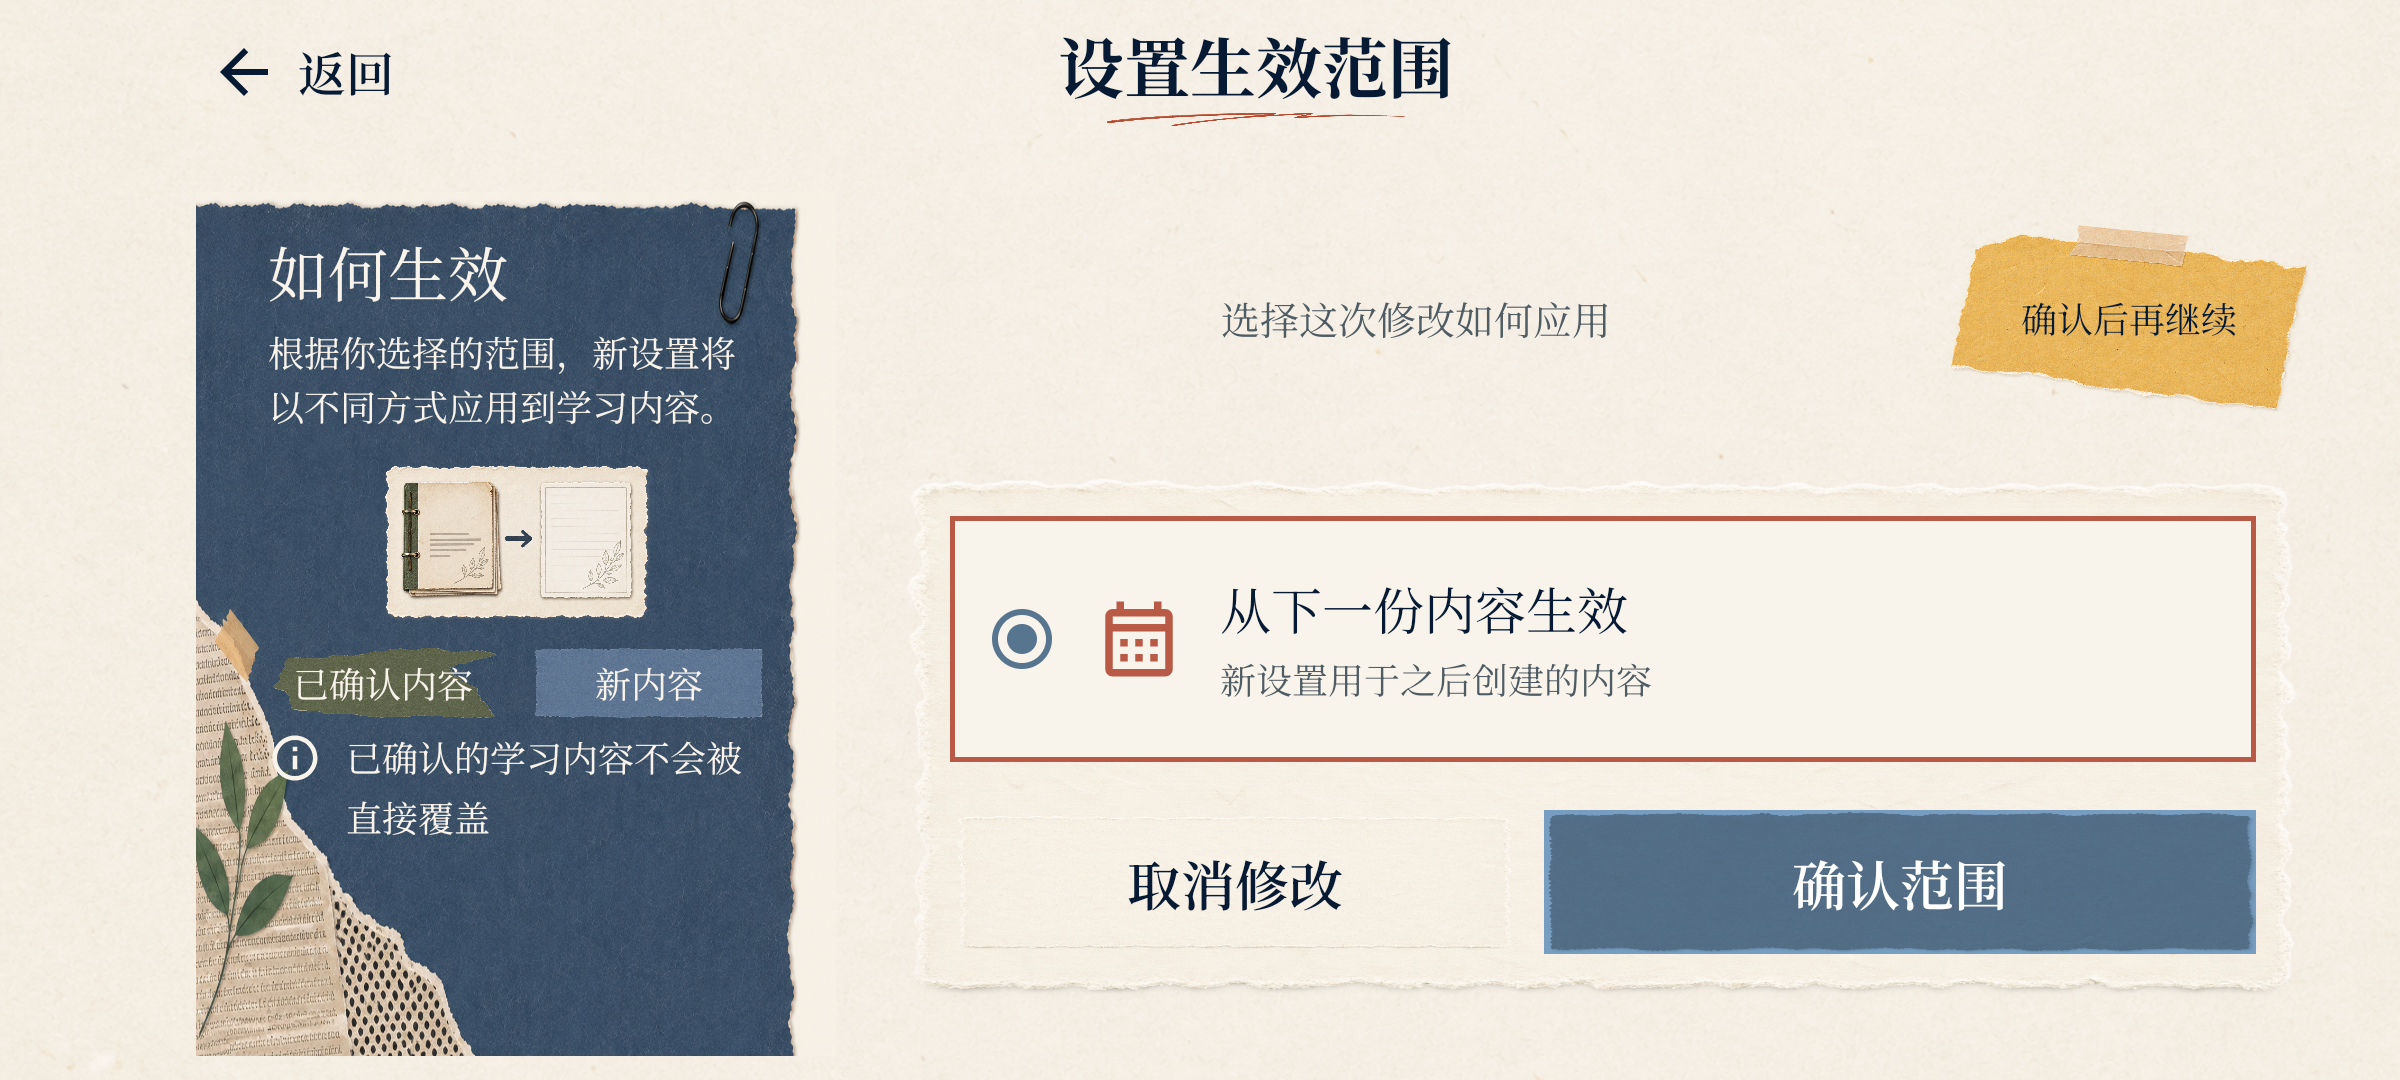 返回
设置生效范围
如何生效
根据你选择的范围，新设置将
以不同方式应用到学习内容。
已确认内容
新内容
已确认的学习内容不会被
直接覆盖
选择这次修改如何应用
确认后再继续
从下一份内容生效
新设置用于之后创建的内容
取消修改
确认范围